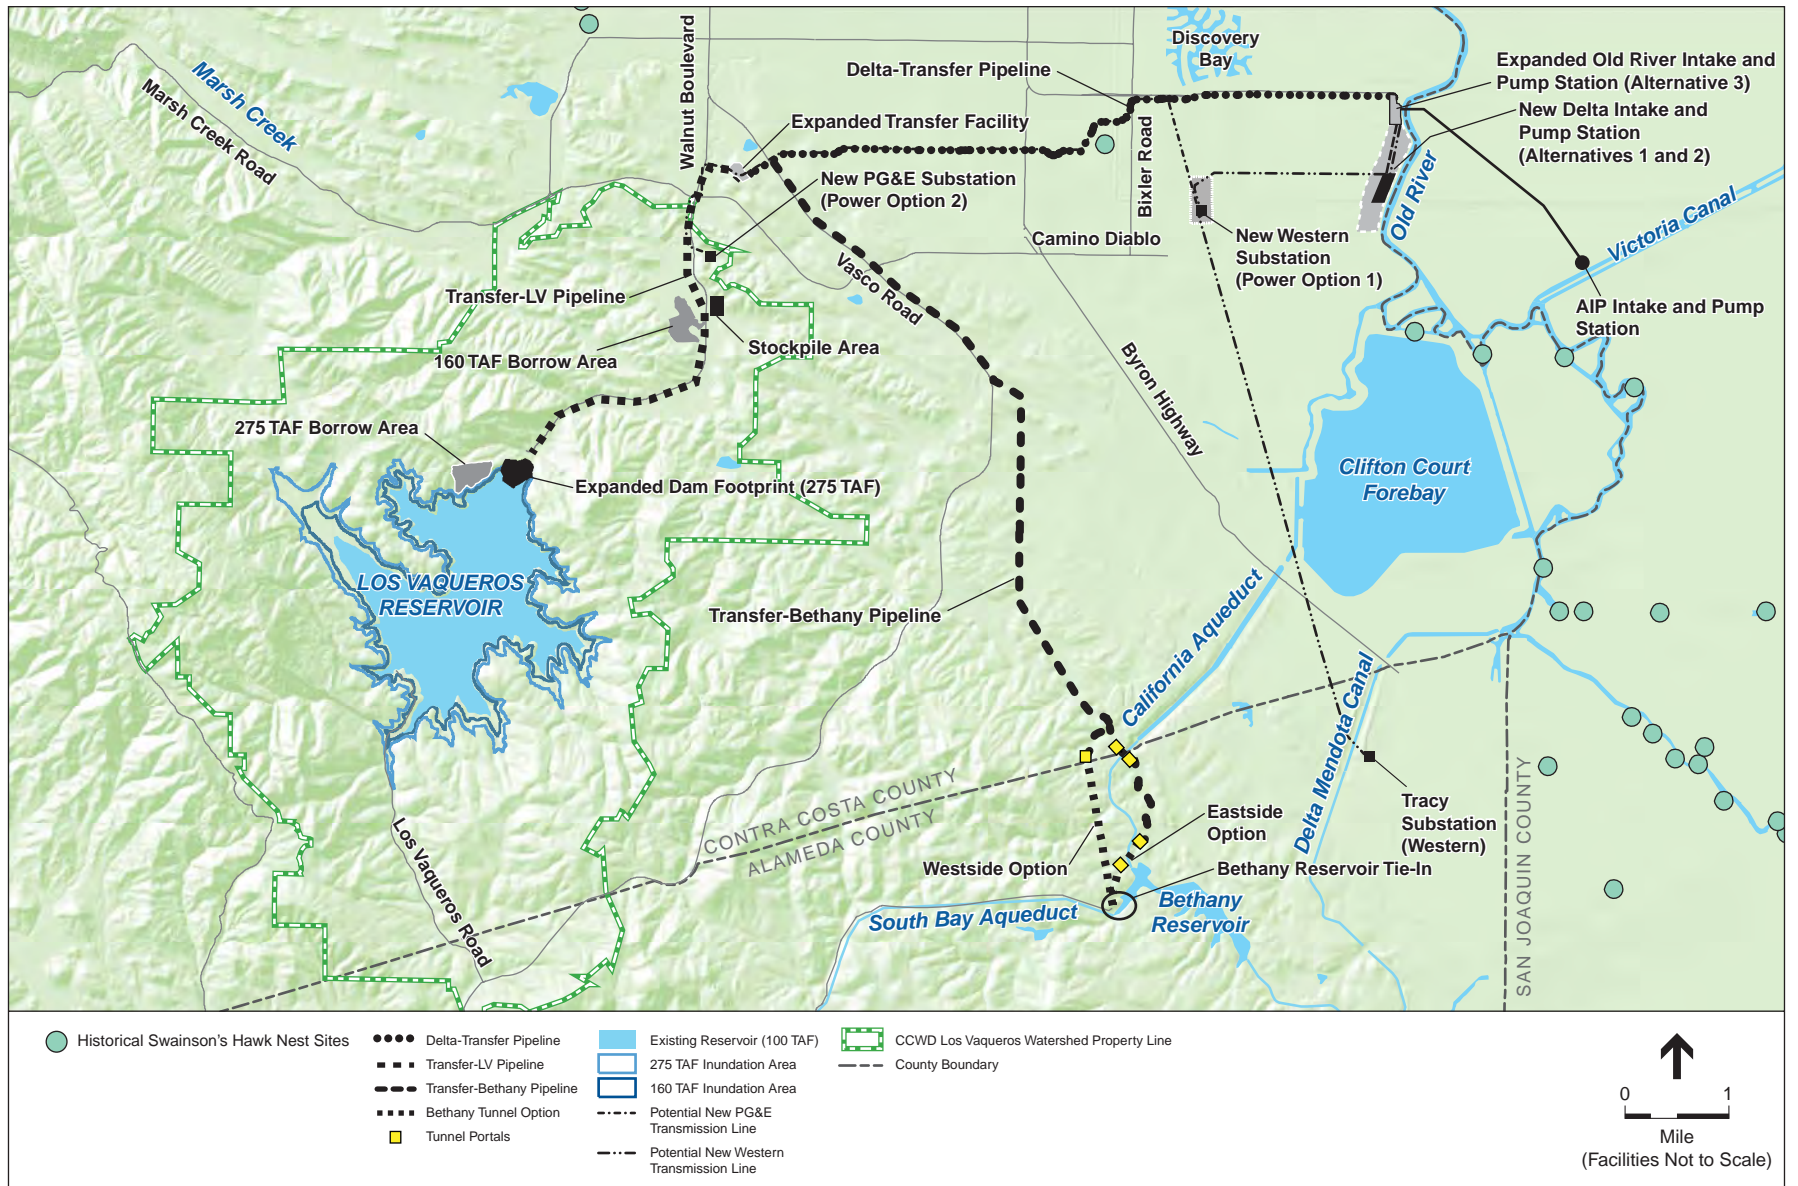 Discovery
Bay
Walnut Boulevard
Marsh Creek
Marsh Creek Road
Delta-Transfer Pipeline
Expanded Old River Intake and
Pump Station (Alternative 3)
New Delta Intake and
Pump Station
(Alternatives 1 and 2)
Expanded Transfer Facility
New PG&E Substation
(Power Option 2)
Bixler Road
Old River
Victoria Canal
Camino Diablo
New Western
Substation
(Power Option 1)
Vasco Road
Transfer-LV Pipeline
AIP Intake and Pump
Station
Stockpile Area
160 TAF Borrow Area
Byron Highway
275 TAF Borrow Area
Expanded Dam Footprint (275 TAF)
Clifton Court
Forebay
LOS VAQUEROS
RESERVOIR
Transfer-Bethany Pipeline
California Aqueduct
Delta Mendota Canal
CONTRA COSTA COUNTY
ALAMEDA COUNTY
SAN JOAQUIN COUNTY
Tracy
Substation
(Western)
Eastside
Option
Westside Option
Bethany Reservoir Tie-In
Los Vaqueros Road
South Bay Aqueduct
Bethany
Reservoir
Historical Swainson's Hawk Nest Sites
Delta-Transfer Pipeline
Transfer-LV Pipeline
Transfer-Bethany Pipeline
Bethany Tunnel Option
Tunnel Portals
Existing Reservoir (100 TAF)
275 TAF Inundation Area
160 TAF Inundation Area
Potential New PG&E
Transmission Line
Potential New Western
Transmission Line
CCWD Los Vaqueros Watershed Property Line
County Boundary
0 1
Mile
(Facilities Not to Scale)